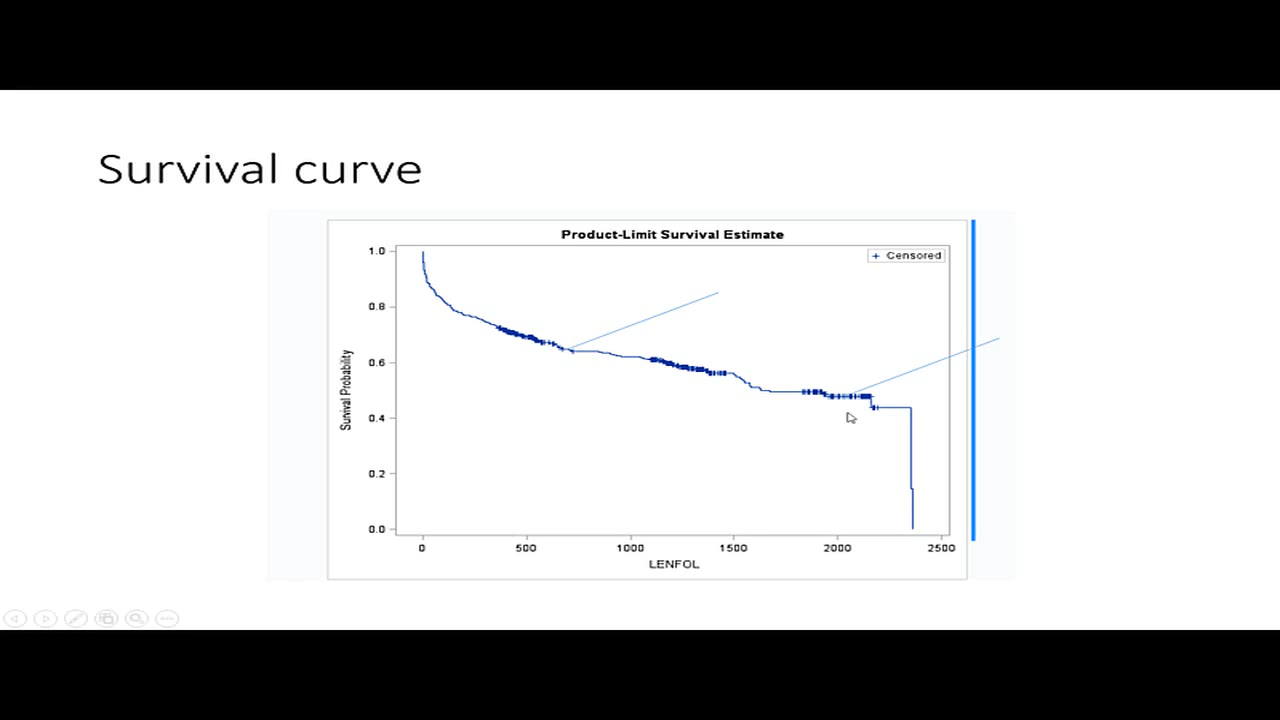 Survival curve
Product-Limit Survival Estimate
Censored
1.0
0.8
0.6
0.4
0.2
0.0
Survival Probability
0 500 1000 1500 2000 2500
LENFOL